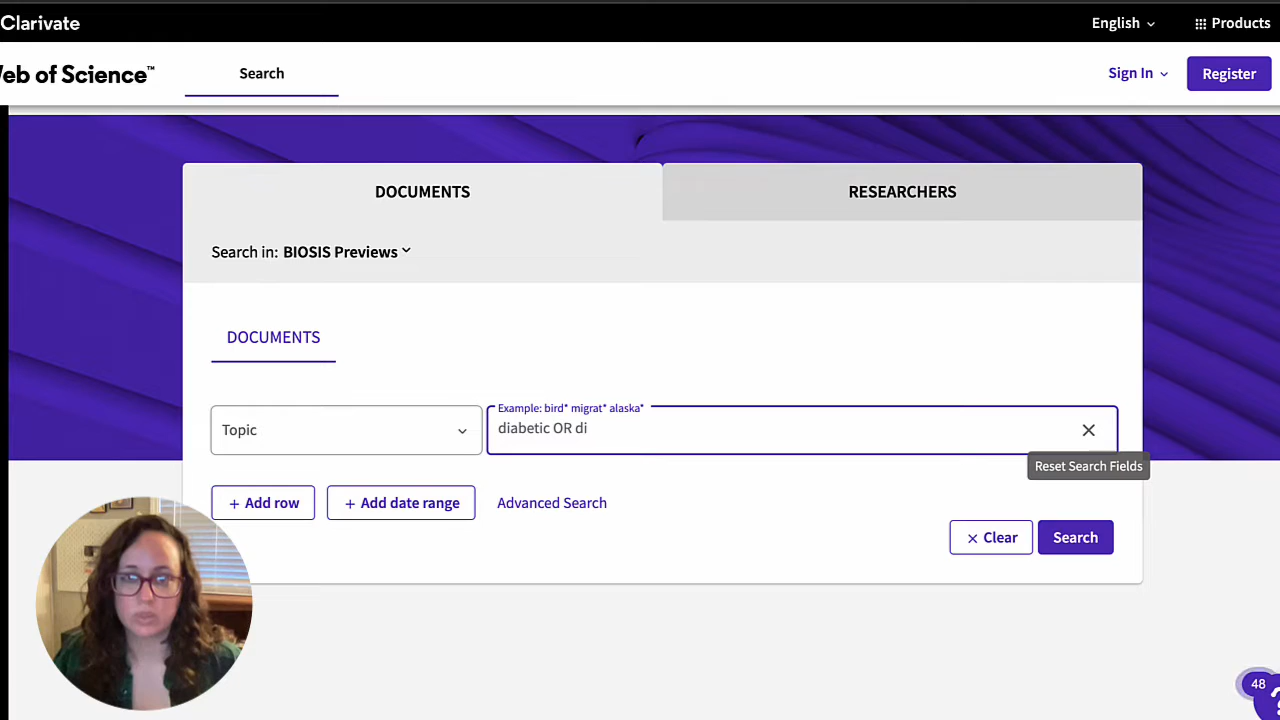 Clarivate
English
Products
Web of Science™
Search
Sign In
Register
DOCUMENTS
RESEARCHERS
Search in: BIOSIS Previews
DOCUMENTS
Topic
Example: bird* migrat* alaska*
diabetic OR di
Reset Search Fields
+ Add row
+ Add date range
Advanced Search
× Clear
Search
48
?